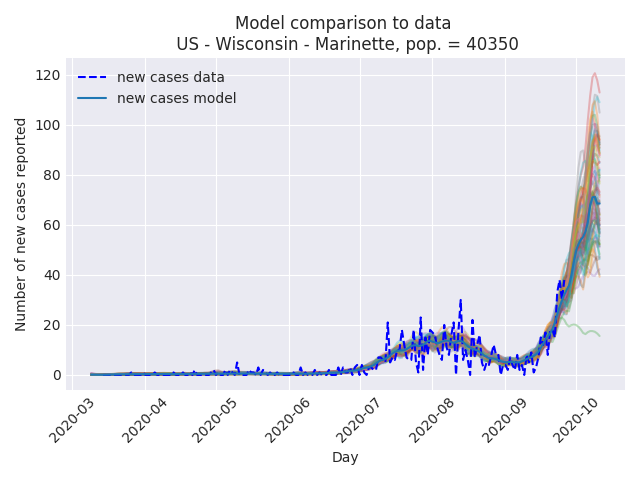 Model comparison to data
US - Wisconsin - Marinette, pop. = 40350
new cases data
new cases model
Number of new cases reported
120
100
80
60
40
20
0
2020-03
2020-04
2020-05
2020-06
2020-07
2020-08
2020-09
2020-10
Day